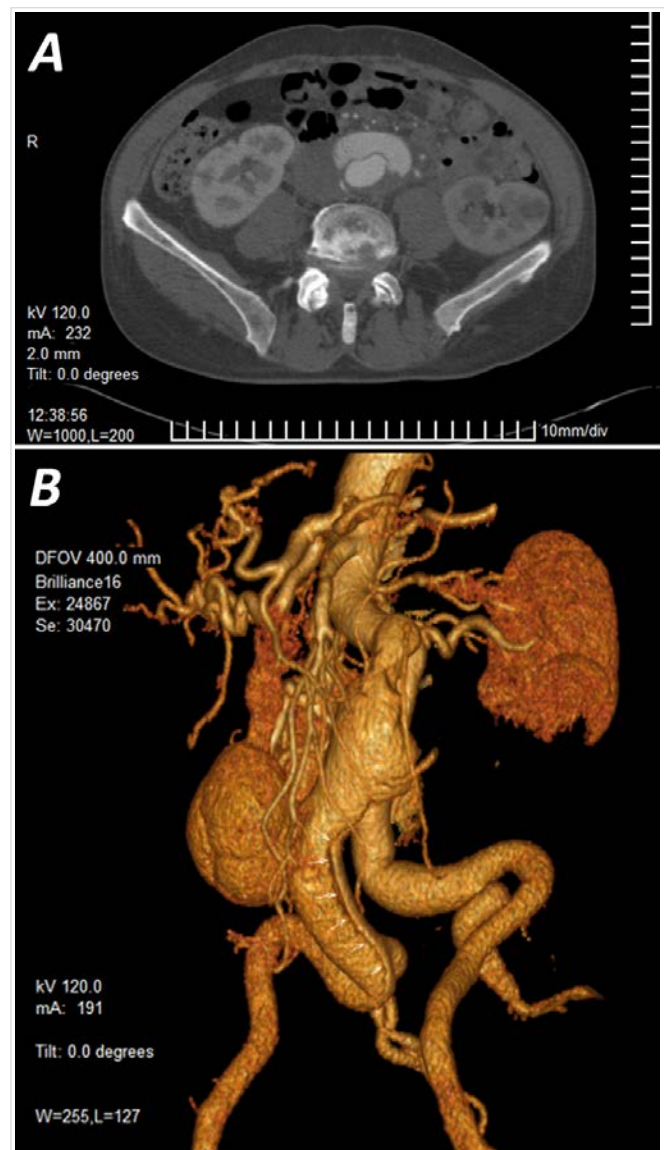 A
R
kV 120.0
mA: 232
2.0 mm
Tilt: 0.0 degrees
12:38:56
W=1000,L=200
10mm/div
B
DFOV 400.0 mm
Brilliance16
Ex: 24867
Se: 30470
kV 120.0
mA: 191
Tilt: 0.0 degrees
W=255,L=127